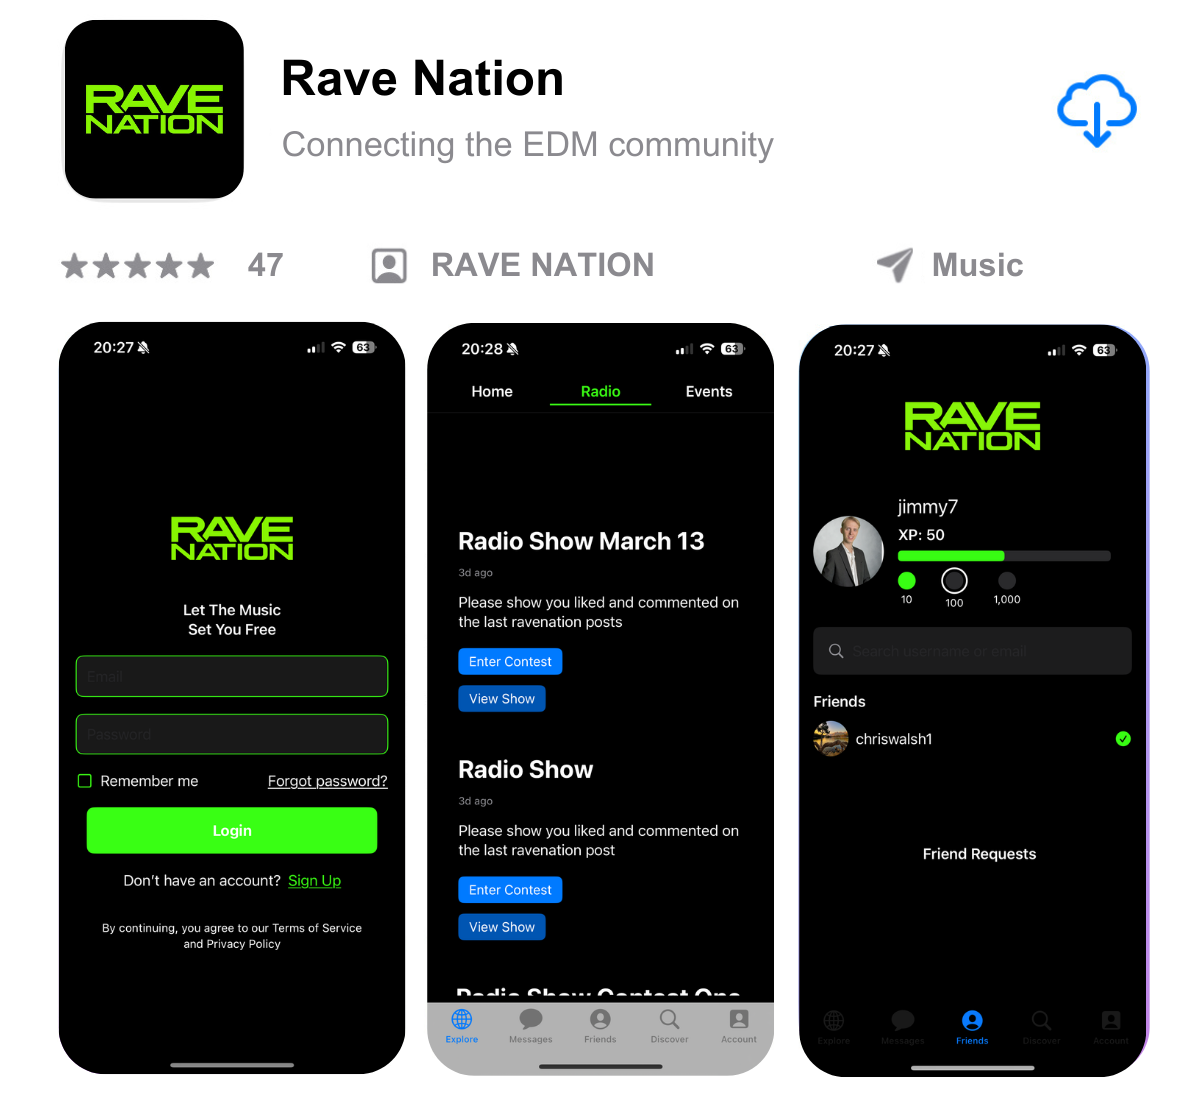 RAVE
NATION
Rave Nation
Connecting the EDM community
47
RAVE NATION
Music
20:27
63
RAVE
NATION
Let The Music
Set You Free
Email
Password
Remember me
Forgot password?
Login
Don't have an account? Sign Up
By continuing, you agree to our Terms of Service
and Privacy Policy
20:28
63
Home
Radio
Events
Radio Show March 13
3d ago
Please show you liked and commented on
the last ravenation posts
Enter Contest
View Show
Radio Show
3d ago
Please show you liked and commented on
the last ravenation post
Enter Contest
View Show
Radio Show Contest One
Explore
Messages
Friends
Discover
Account
20:27
63
RAVE
NATION
jimmy7
XP: 50
10
100
1,000
Search username or email
Friends
chriswalsh1
Friend Requests
Explore
Messages
Friends
Discover
Account